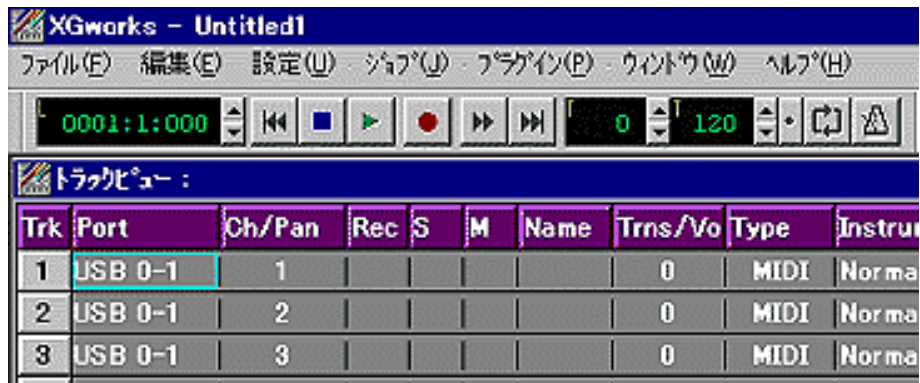 XGworks - Untitled1
ファイル(F) 編集(E) 設定(U) ジョブ(J) プラグイン(P) ウィンドウ(W) ヘルプ(H)
0001:1:000 0 120
トラックビュー :
Trk Port Ch/Pan Rec S M Name Trns/Vo Type Instru
1 USB 0-1 1 0 MIDI Norma
2 USB 0-1 2 0 MIDI Norma
3 USB 0-1 3 0 MIDI Norma